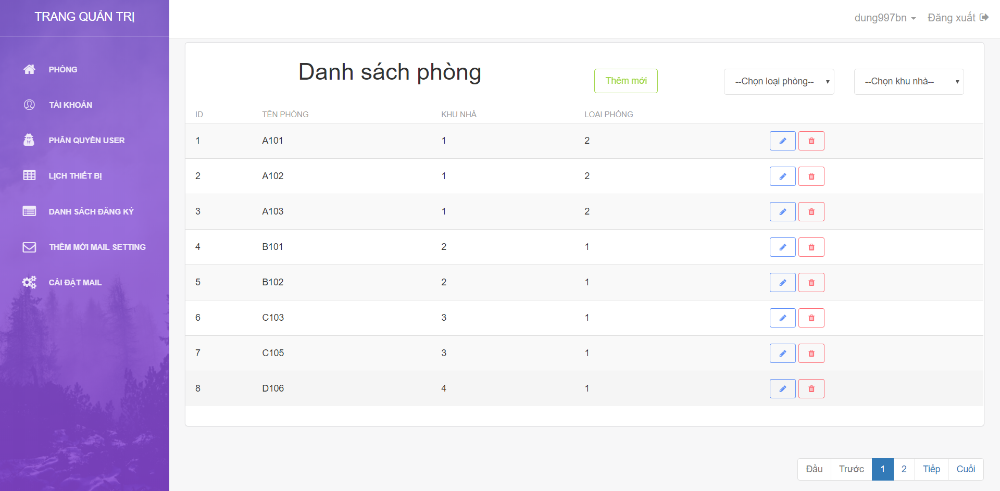 TRANG QUẢN TRỊ
dung997bn
Đăng xuất
PHÒNG
TÀI KHOẢN
PHÂN QUYỀN USER
LỊCH THIẾT BỊ
DANH SÁCH ĐĂNG KÝ
THÊM MỚI MAIL SETTING
CÀI ĐẶT MAIL
Danh sách phòng
Thêm mới
--Chọn loại phòng--
--Chọn khu nhà--
ID TÊN PHÒNG KHU NHÀ LOẠI PHÒNG
1 A101 1 2
2 A102 1 2
3 A103 1 2
4 B101 2 1
5 B102 2 1
6 C103 3 1
7 C105 3 1
8 D106 4 1
Đầu Trước 1 2 Tiếp Cuối